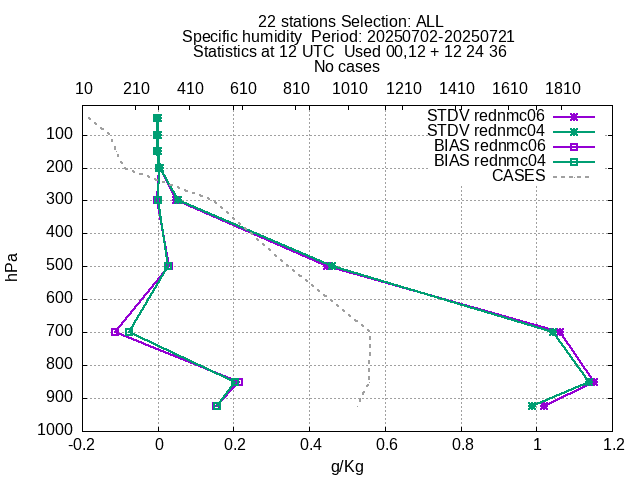 22 stations Selection: ALL
Specific humidity  Period: 20250702-20250721
Statistics at 12 UTC  Used 00,12 + 12 24 36
No cases
10 210 410 610 810 1010 1210 1410 1610 1810
STDV rednmc06
STDV rednmc04
BIAS rednmc06
BIAS rednmc04
CASES
100
200
300
400
500
600
700
800
900
1000
hPa
-0.2 0 0.2 0.4 0.6 0.8 1 1.2
g/Kg